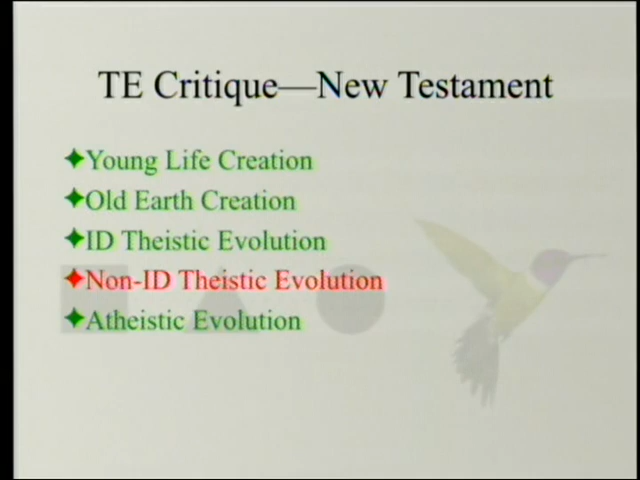 TE Critique—New Testament
Young Life Creation
Old Earth Creation
ID Theistic Evolution
Non-ID Theistic Evolution
Atheistic Evolution